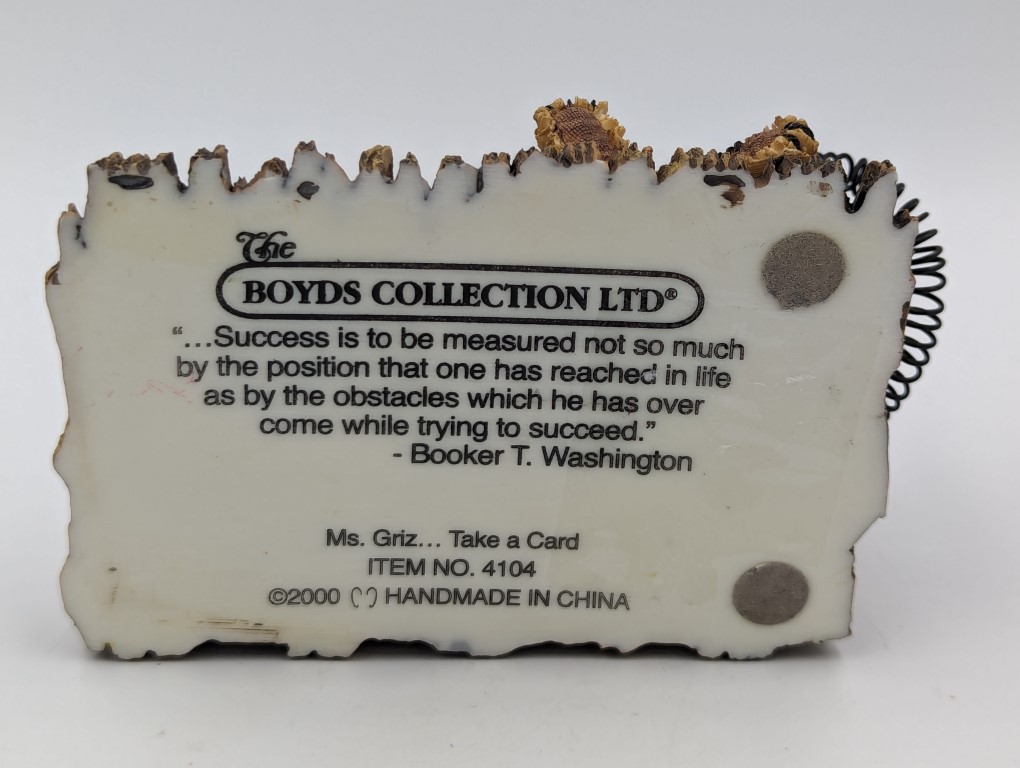 The
BOYDS COLLECTION LTD®
“...Success is to be measured not so much
by the position that one has reached in life
as by the obstacles which he has over
come while trying to succeed.”
- Booker T. Washington
Ms. Griz... Take a Card
ITEM NO. 4104
©2000 HANDMADE IN CHINA